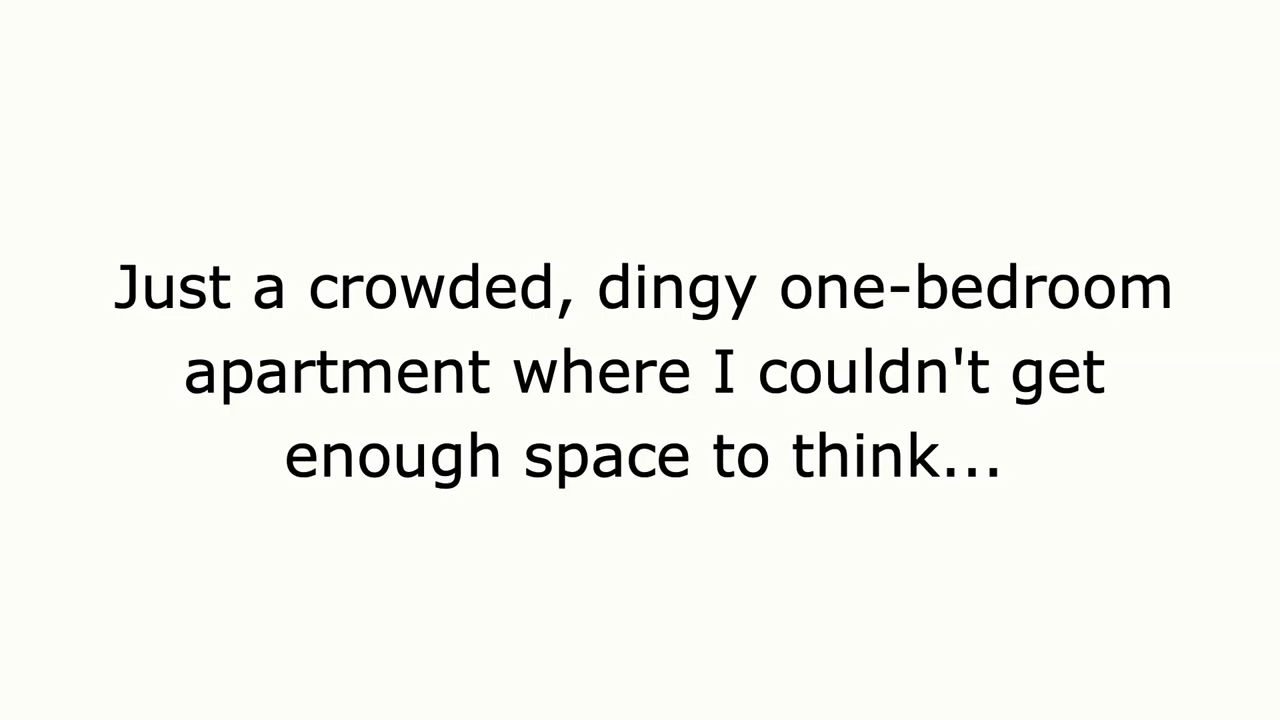 Just a crowded, dingy one-bedroom
apartment where I couldn't get
enough space to think...